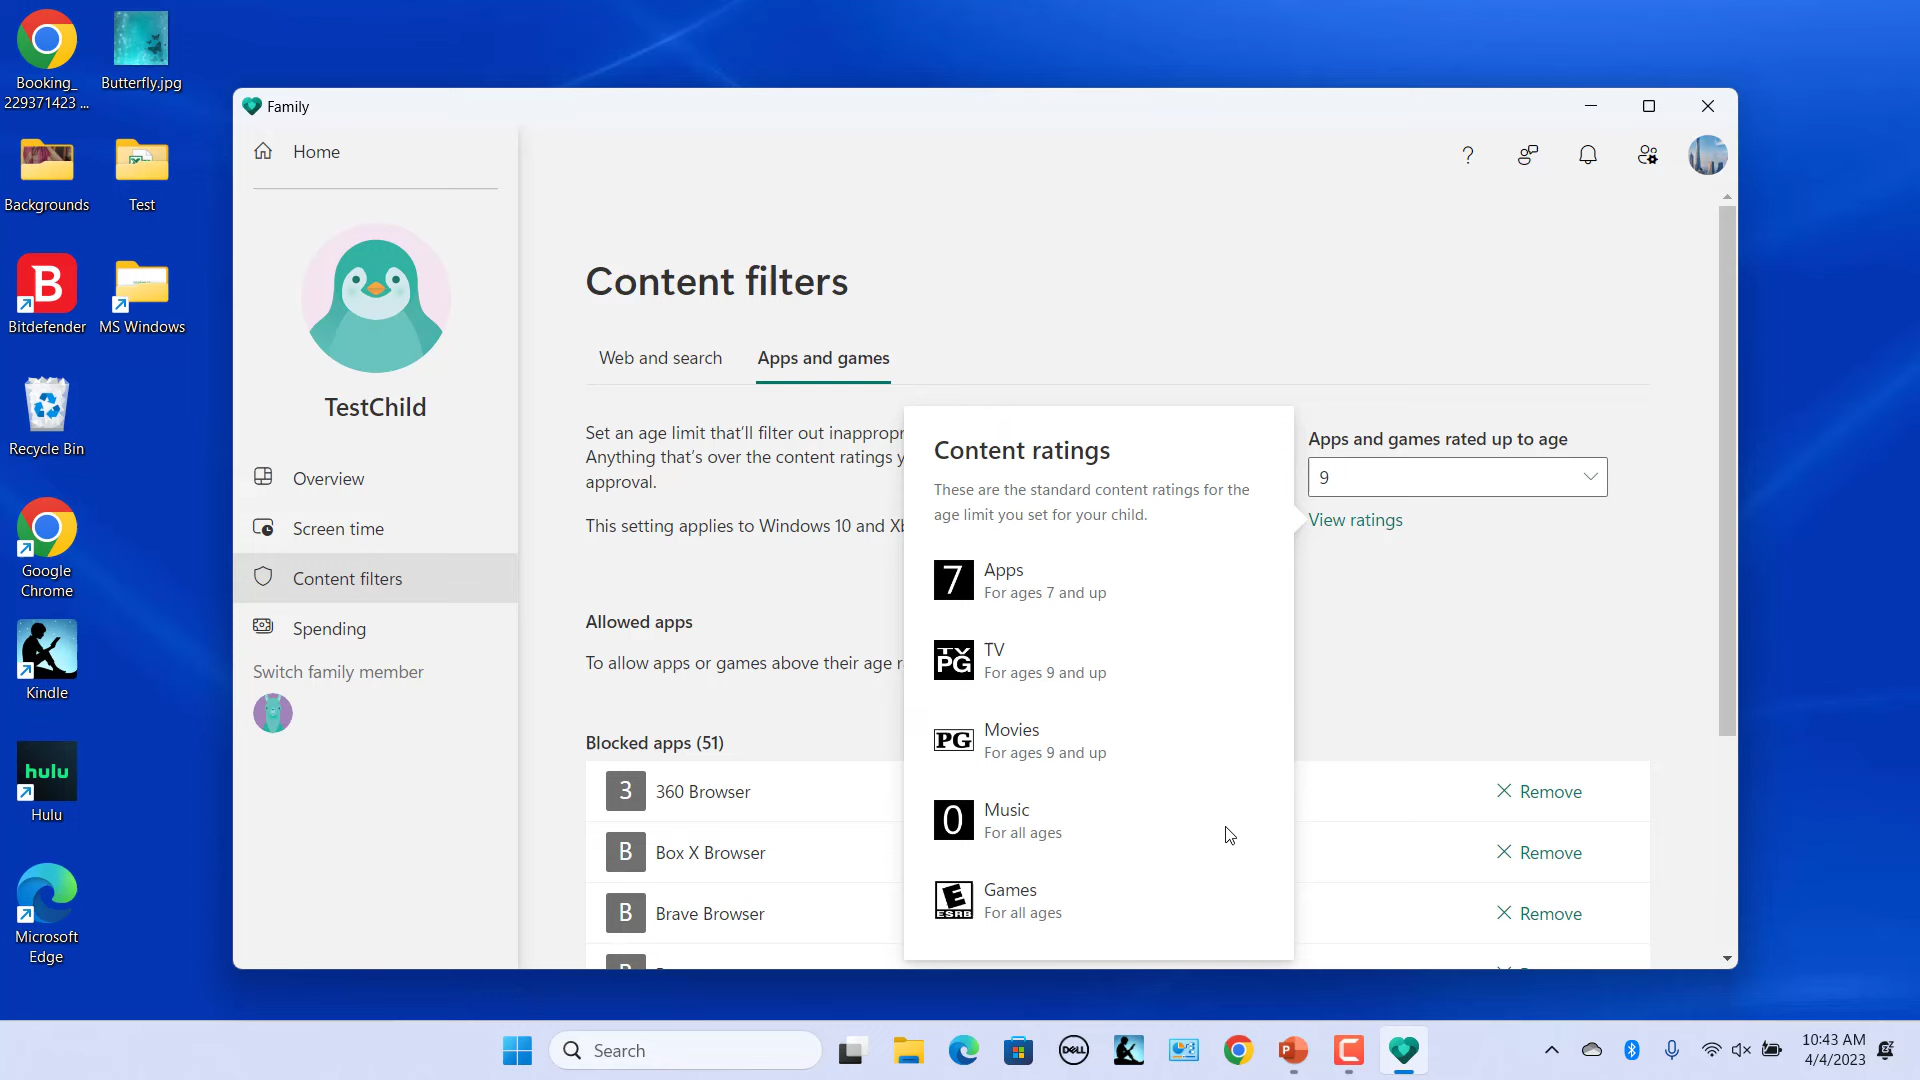 Booking_
229371423 ...
Butterfly.jpg
Backgrounds
Test
B
Bitdefender
MS Windows
Recycle Bin
Google
Chrome
Kindle
hulu
Hulu
Microsoft
Edge
Family
Home
TestChild
Overview
Screen time
Content filters
Spending
Switch family member
?
Content filters
Web and search
Apps and games
Set an age limit that'll filter out inappropr
Anything that's over the content ratings y
approval.
This setting applies to Windows 10 and Xb
Apps and games rated up to age
9
View ratings
Allowed apps
To allow apps or games above their age r
Blocked apps (51)
3 360 Browser
Remove
B Box X Browser
Remove
B Brave Browser
Remove
Content ratings
These are the standard content ratings for the
age limit you set for your child.
7 Apps
For ages 7 and up
TV PG TV
For ages 9 and up
PG Movies
For ages 9 and up
0 Music
For all ages
E ESRB Games
For all ages
Search
DELL
P
C
10:43 AM
4/4/2023